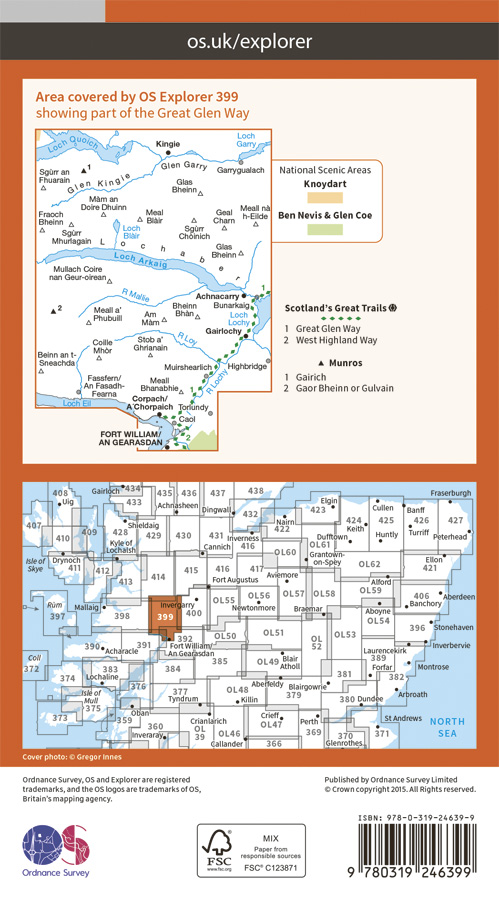 os.uk/explorer
Area covered by OS Explorer 399
showing part of the Great Glen Way
Loch Quoich
Kingie
Loch
Garry
Glen Garry
Garrygualach
Sgùrr an
Fhuarain
1
Glen Kingie
Glas
Bheinn
Màm an
Doire Dhuinn
Fraoch
Bheinn
Sgùrr
Mhurlagain
Loch
Blàir
Meall
Blàir
Geal
Charn
Meall na
h-Eilde
Sgùrr
Chòinich
Lochaber
Glas
Bheinn
Loch Arkaig
Mullach Coire
nan Geur-oirean
R Mallie
Achnacarry
1
Bunarkaig
2
Meall a'
Phubuill
Am
Màm
Beinn
Bhàn
Loch
Lochy
Gairlochy
R Loy
Coille
Mhòr
Stob a'
Ghrianain
Beinn an t-
Sneachda
Muirshearlich
Highbridge
Fassfern/
An Fasadh-
Fearna
Meall
Bhanabhie
R Lochy
Loch Eil
Corpach/
A'Chorpaich
1
Torlundy
Caol
FORT WILLIAM/
AN GEARASDAN
2
National Scenic Areas
Knoydart
Ben Nevis & Glen Coe
Scotland's Great Trails
1 Great Glen Way
2 West Highland Way
Munros
1 Gairich
2 Gaor Bheinn or Gulvain
408
Uig
Gairloch
434
433
435
436
437
438
Elgin
423
Cullen
Banff
Fraserburgh
407
410
409
428
Shieldaig
Achnasheen
Dingwall
432
Nairn
422
424
Keith
425
Huntly
426
Turriff
427
Peterhead
Kyle of
Lochalsh
429
430
431
Inverness
416
417
Dufftown
OL61
Isle of
Skye
Drynoch
411
412
413
Cannich
OL60
Grantown-
on-Spey
OL62
Ellon
421
414
415
416
Fort Augustus
Aviemore
Alford
Rùm
397
Mallaig
398
Invergarry
399
400
OL55
OL56
Newtonmore
OL57
OL58
Braemar
OL59
Aboyne
OL54
406
Banchory
Aberdeen
390
391
392
OL50
OL51
OL
52
OL53
396
Stonehaven
Inverbervie
Coll
372
Acharacle
Fort William/
An Gearasdan
383
384
385
OL49
Blair
Atholl
Laurencekirk
389
Forfar
382
Montrose
374
Lochaline
Isle of
Mull
375
376
377
Tyndrum
OL48
Killin
Aberfeldy
Blairgowrie
379
381
380
Dundee
Arbroath
373
359
Oban
360
Inveraray
Crianlarich
OL
39
OL46
Callander
Crieff
OL47
366
Perth
369
370
Glenrothes
St Andrews
371
NORTH
SEA
Cover photo: © Gregor Innes
Ordnance Survey, OS and Explorer are registered
trademarks, and the OS logos are trademarks of OS,
Britain's mapping agency.
Published by Ordnance Survey Limited
© Crown copyright 2015. All Rights reserved.
OS
Ordnance Survey
FSC
www.fsc.org
MIX
Paper from
responsible sources
FSC® C123871
ISBN: 978-0-319-24639-9
9 780319 246399